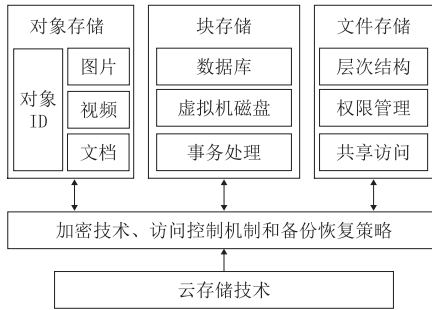 对象存储
对象
ID
图片
视频
文档
块存储
数据库
虚拟机磁盘
事务处理
文件存储
层次结构
权限管理
共享访问
加密技术、访问控制机制和备份恢复策略
云存储技术